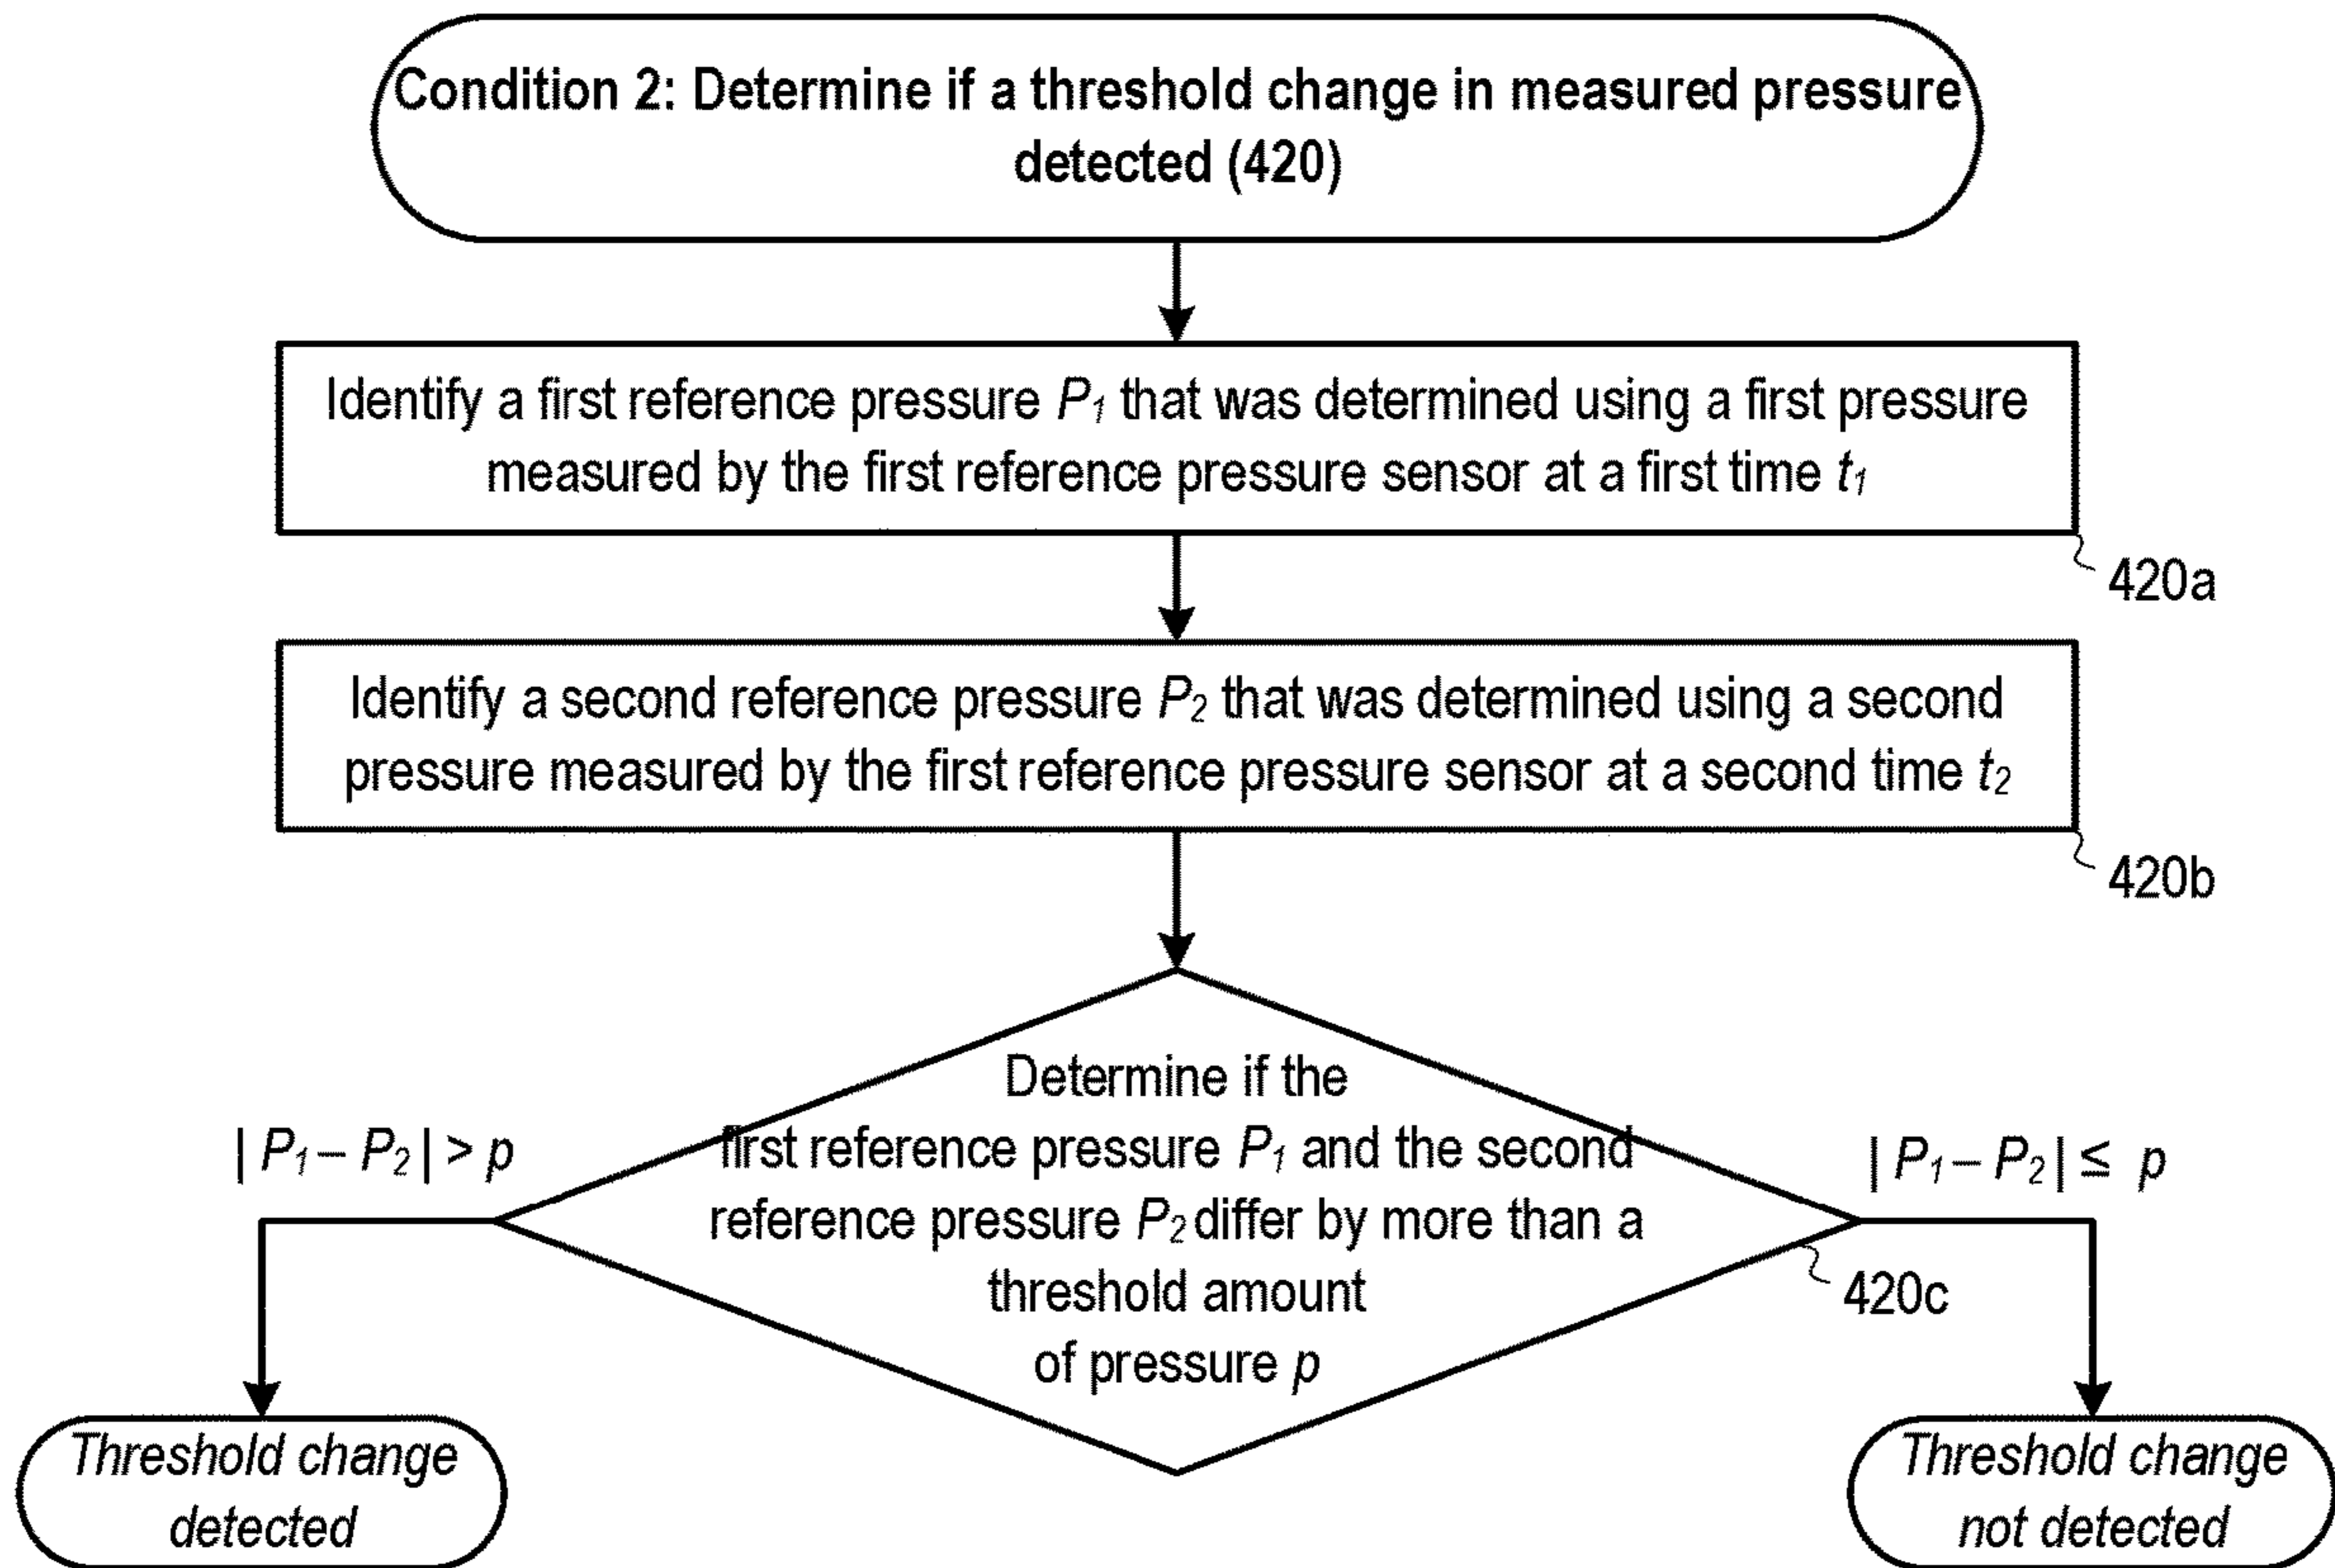 Condition 2: Determine if a threshold change in measured pressure
detected (420)
Identify a first reference pressure P₁ that was determined using a first pressure
measured by the first reference pressure sensor at a first time t₁
420a
Identify a second reference pressure P₂ that was determined using a second
pressure measured by the first reference pressure sensor at a second time t₂
420b
Determine if the
first reference pressure P₁ and the second
reference pressure P₂ differ by more than a
threshold amount
of pressure p
420c
| P₁ – P₂ | > p
| P₁ – P₂ | ≤ p
Threshold change
detected
Threshold change
not detected